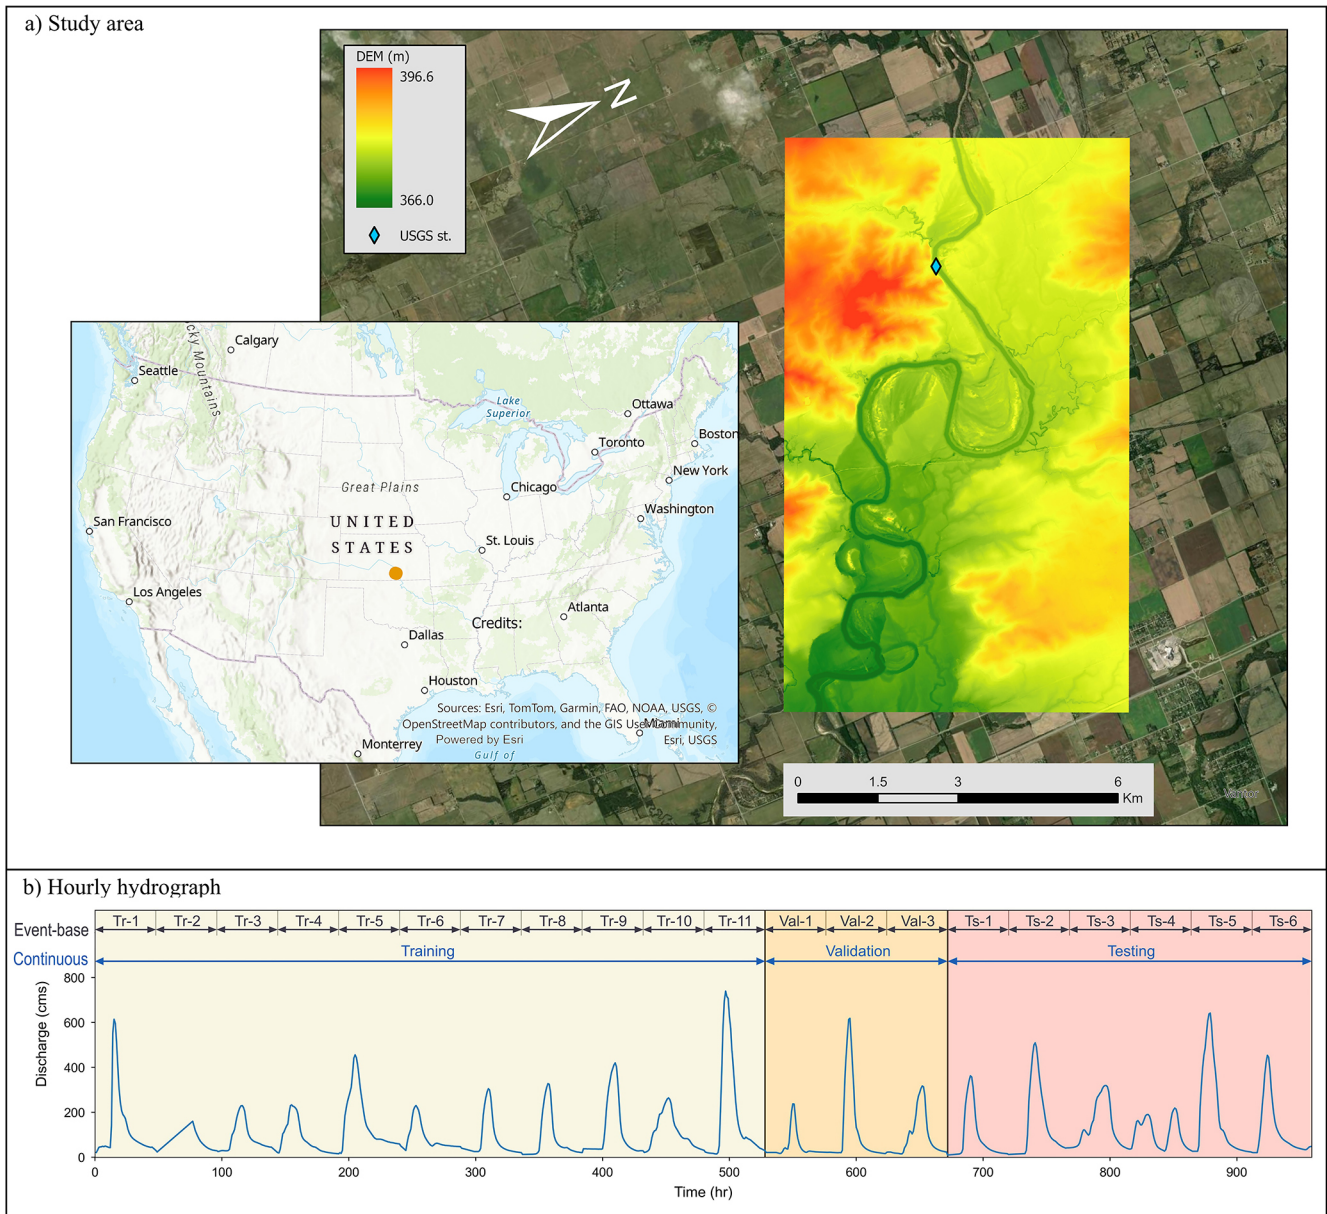 a) Study area
DEM (m)
396.6
366.0
USGS st.
N
cky Mountains
Calgary
Seattle
Lake
Superior
Ottawa
Toronto
Boston
New York
Chicago
Great Plains
Washington
San Francisco
UNITED
STATES
St. Louis
Los Angeles
Atlanta
Credits:
Dallas
Houston
Sources: Esri, TomTom, Garmin, FAO, NOAA, USGS, ©
OpenStreetMap contributors, and the GIS User Community,
Miami
Powered by Esri
Esri, USGS
Monterrey
Gulf of
0 1.5 3 6
Km
Vantor
b) Hourly hydrograph
Event-base Tr-1 Tr-2 Tr-3 Tr-4 Tr-5 Tr-6 Tr-7 Tr-8 Tr-9 Tr-10 Tr-11 Val-1 Val-2 Val-3 Ts-1 Ts-2 Ts-3 Ts-4 Ts-5 Ts-6
Continuous Training Validation Testing
800
600
400
200
0
Discharge (cms)
0 100 200 300 400 500 600 700 800 900
Time (hr)